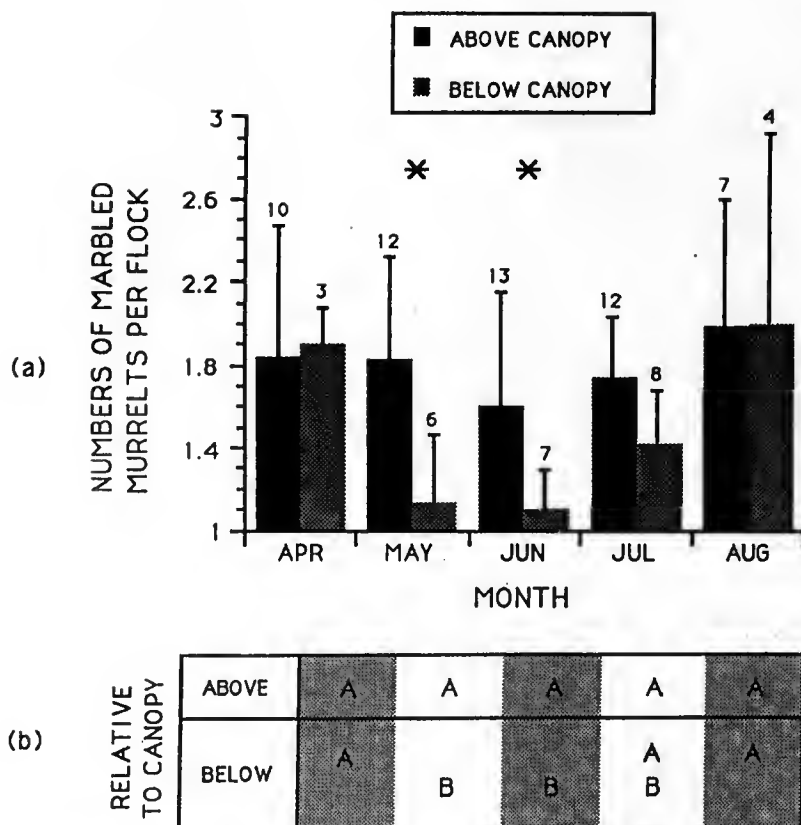 ABOVE CANOPY
BELOW CANOPY
(a)
NUMBERS OF MARBLED
MURRELTS PER FLOCK
3
2.6
2.2
1.8
1.4
1
10
3
12
6
13
7
12
8
7
4
* *
APR MAY JUN JUL AUG
MONTH
(b)
RELATIVE
TO CANOPY
ABOVE A A A A A
BELOW A B B A B A